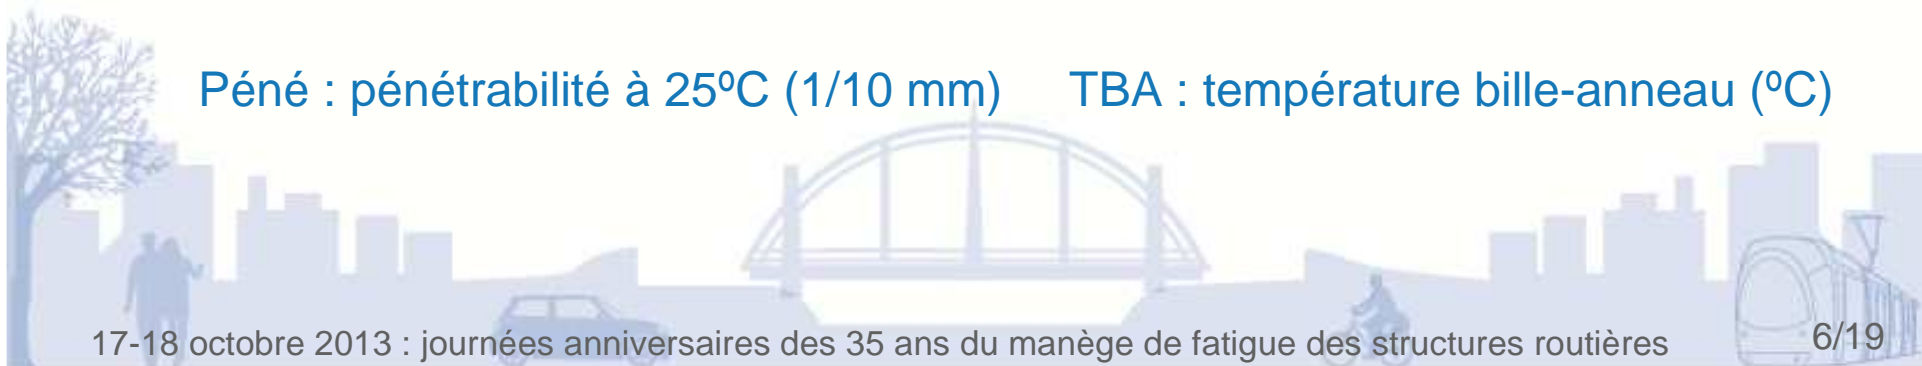 Péné : pénétrabilité à 25ºC (1/10 mm) TBA : température bille-anneau (ºC)
17-18 octobre 2013 : journées anniversaires des 35 ans du manège de fatigue des structures routières 6/19